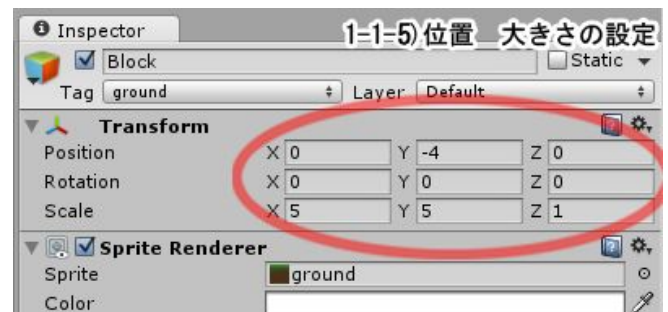 Inspector
1-1-5)位置 大きさの設定
Block Static
Tag ground Layer Default
Transform
Position X 0 Y -4 Z 0
Rotation X 0 Y 0 Z 0
Scale X 5 Y 5 Z 1
Sprite Renderer
Sprite ground
Color